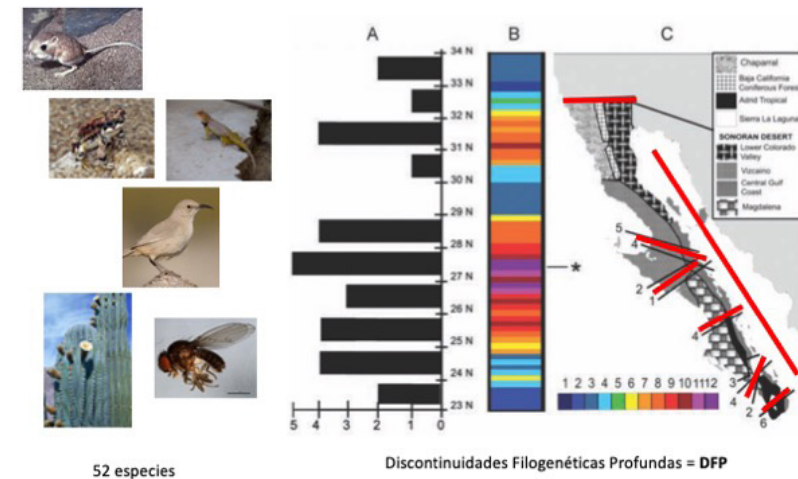 A
B
C
34 N
33 N
32 N
31 N
30 N
29 N
28 N
27 N
26 N
25 N
24 N
23 N
5 4 3 2 1 0
*
1 2 3 4 5 6 7 8 9 10 11 12
Chaparral
Baja California
Coniferous Forest
Arid Tropical
Sierra La Laguna
SONORAN DESERT
Lower Colorado
Valley
Vizcaino
Central Gulf
Coast
Magdalena
5
4
2
1
4
3
4
2
6
52 especies
Discontinuidades Filogenéticas Profundas = DFP